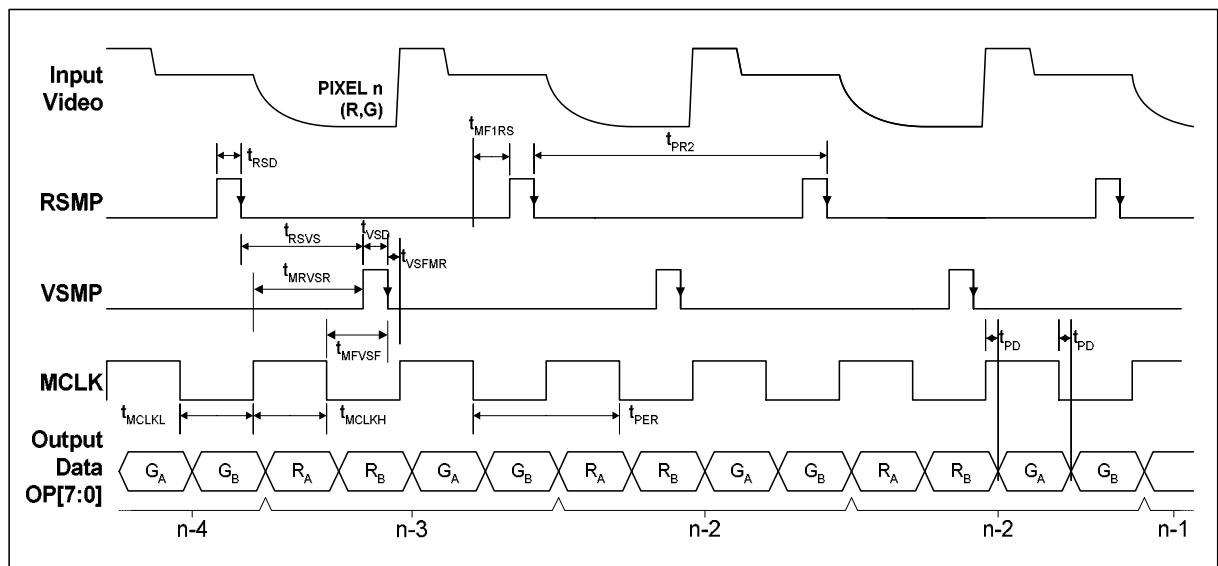 Input
Video
PIXEL n
(R,G)
tMF1RS
tPR2
tRSD
RSMP
tRSVS
tVSD
tVSFMR
tMRVSR
VSMP
tMFVSF
tPD
tPD
MCLK
tMCLKL
tMCLKH
tPER
Output
Data
OP[7:0]
GA GB RA RB GA GB RA RB GA GB RA RB GA GB
n-4 n-3 n-2 n-2 n-1